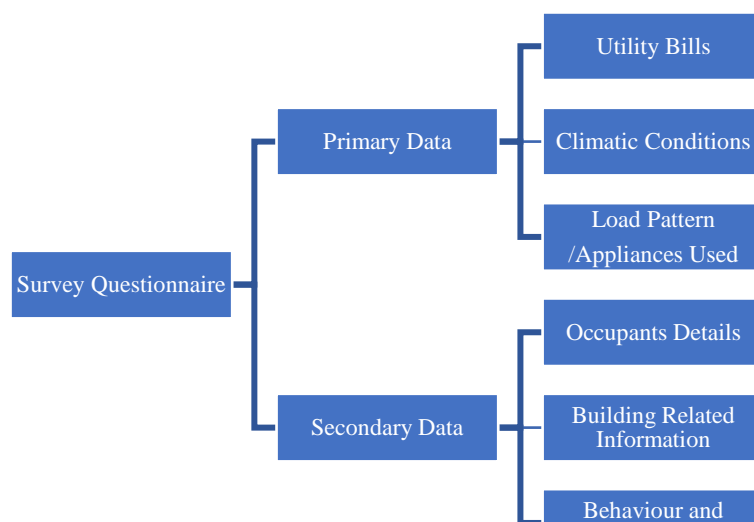 Utility Bills
Primary Data
Climatic Conditions
Load Pattern
/Appliances Used
Survey Questionnaire
Occupants Details
Secondary Data
Building Related
Information
Behaviour and